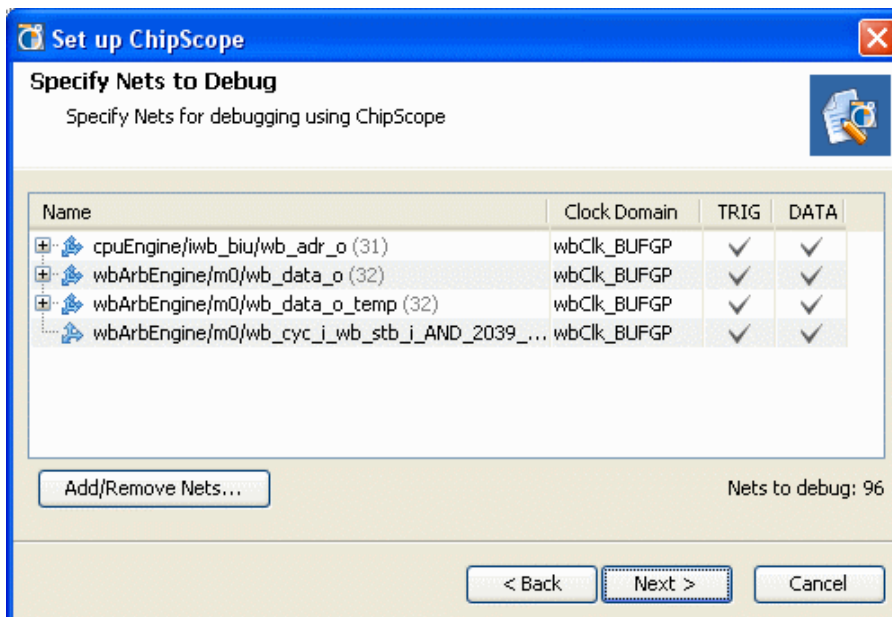 Set up ChipScope
Specify Nets to Debug
Specify Nets for debugging using ChipScope
Name Clock Domain TRIG DATA
cpuEngine/iwb_biu/wb_adr_o (31) wbClk_BUFGP
wbArbEngine/m0/wb_data_o (32) wbClk_BUFGP
wbArbEngine/m0/wb_data_o_temp (32) wbClk_BUFGP
wbArbEngine/m0/wb_cyc_i_wb_stb_i_AND_2039_... wbClk_BUFGP
Add/Remove Nets... Nets to debug: 96
< Back Next > Cancel